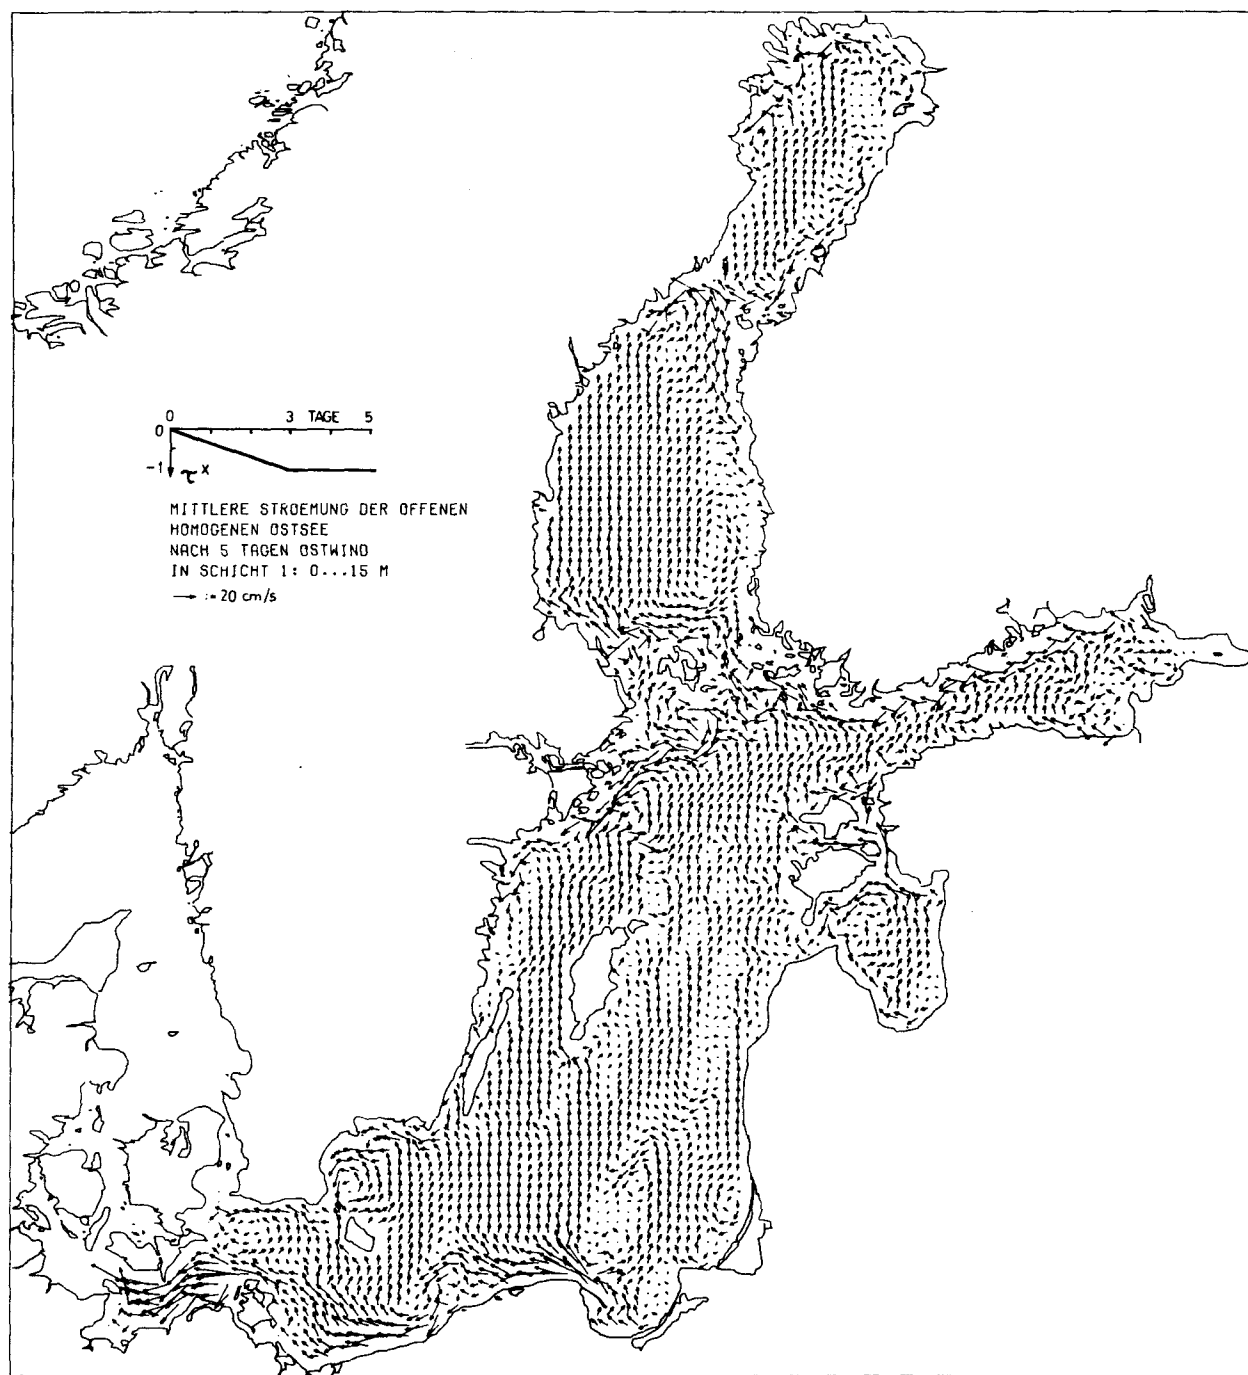 0 3 TAGE 5
0
-1 τ x
MITTLERE STROEMUNG DER OFFENEN
HOMOGENEN OSTSEE
NACH 5 TAGEN OSTWIND
IN SCHICHT 1: 0...15 M
→ := 20 cm/s